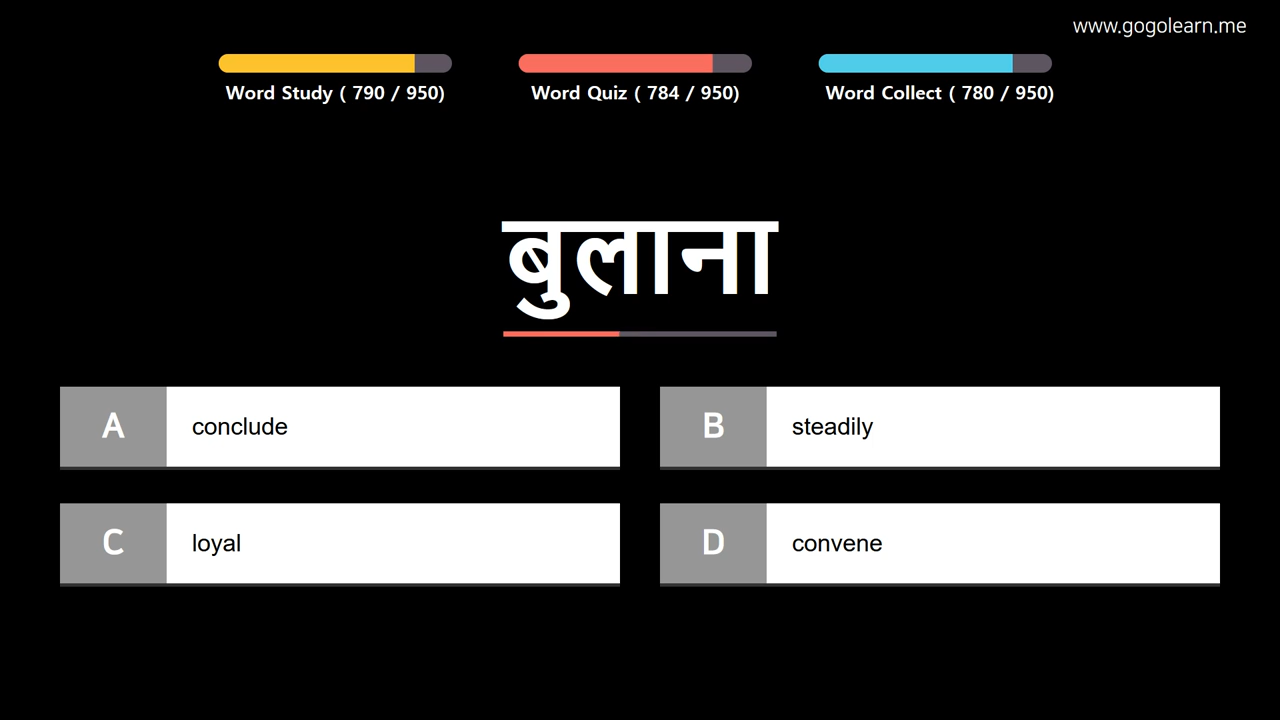 www.gogolearn.me
Word Study ( 790 / 950)
Word Quiz ( 784 / 950)
Word Collect ( 780 / 950)
बुलाना
A conclude
B steadily
C loyal
D convene